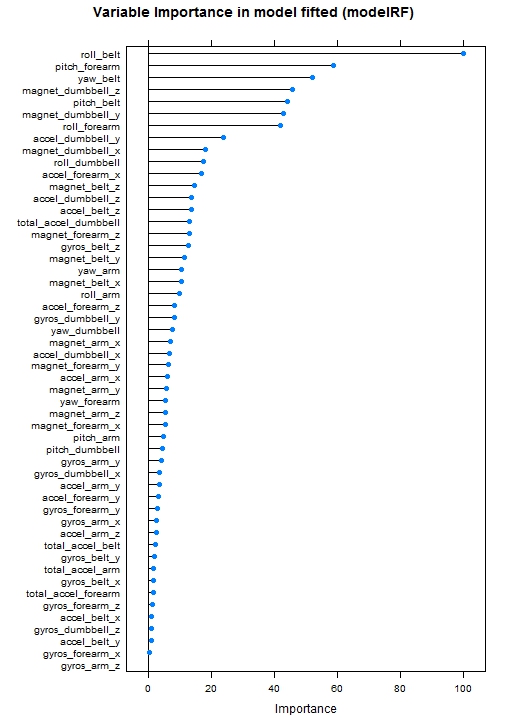 Variable Importance in model fifted (modelRF)
roll_belt
pitch_forearm
yaw_belt
magnet_dumbbell_z
pitch_belt
magnet_dumbbell_y
roll_forearm
accel_dumbbell_y
magnet_dumbbell_x
roll_dumbbell
accel_forearm_x
magnet_belt_z
accel_dumbbell_z
accel_belt_z
total_accel_dumbbell
magnet_forearm_z
gyros_belt_z
magnet_belt_y
yaw_arm
magnet_belt_x
roll_arm
accel_forearm_z
gyros_dumbbell_y
yaw_dumbbell
magnet_arm_x
accel_dumbbell_x
magnet_forearm_y
accel_arm_x
magnet_arm_y
yaw_forearm
magnet_arm_z
magnet_forearm_x
pitch_arm
pitch_dumbbell
gyros_arm_y
gyros_dumbbell_x
accel_arm_y
accel_forearm_y
gyros_forearm_y
gyros_arm_x
accel_arm_z
total_accel_belt
gyros_belt_y
total_accel_arm
gyros_belt_x
total_accel_forearm
gyros_forearm_z
accel_belt_x
gyros_dumbbell_z
accel_belt_y
gyros_forearm_x
gyros_arm_z
0 20 40 60 80 100
Importance